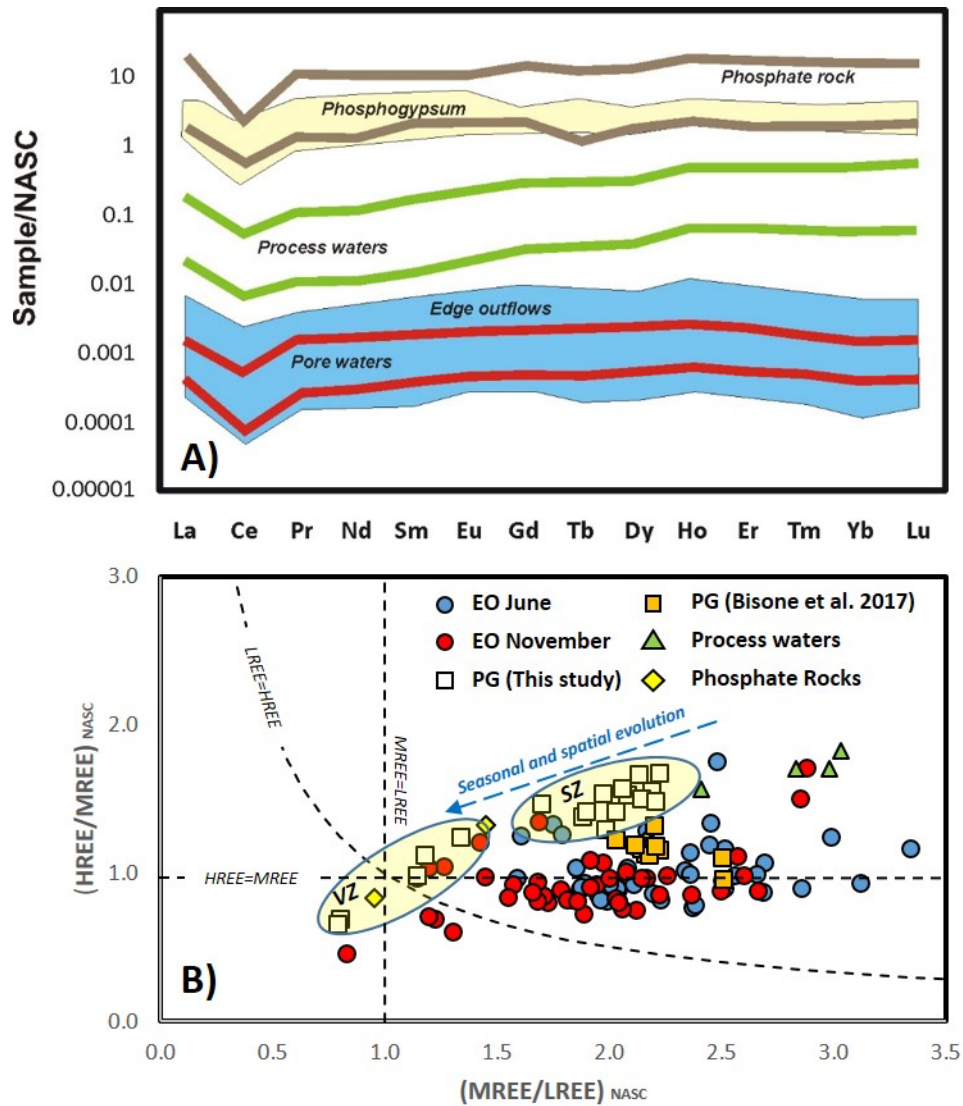 10
1
0.1
0.01
0.001
0.0001
0.00001
Sample/NASC
Phosphate rock
Phosphogypsum
Process waters
Edge outflows
Pore waters
A)
La Ce Pr Nd Sm Eu Gd Tb Dy Ho Er Tm Yb Lu
3.0
2.0
1.0
0.0
(HREE/MREE) NASC
EO June
EO November
PG (This study)
PG (Bisone et al. 2017)
Process waters
Phosphate Rocks
LREE=HREE
MREE=LREE
HREE=MREE
Seasonal and spatial evolution
SZ
VZ
B)
0.0 0.5 1.0 1.5 2.0 2.5 3.0 3.5
(MREE/LREE) NASC